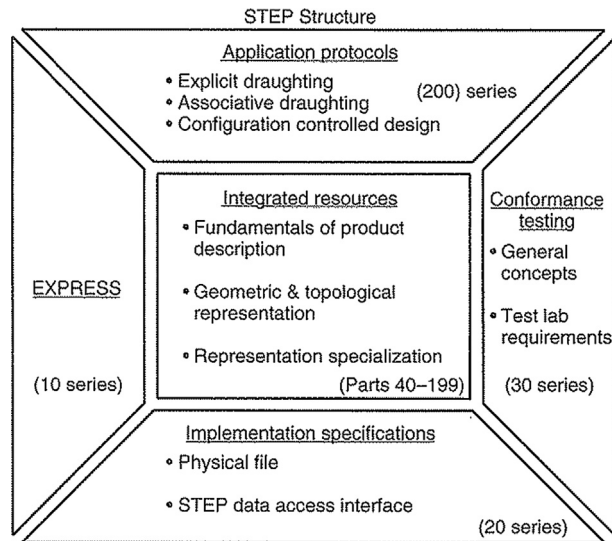 STEP Structure
Application protocols
• Explicit draughting
• Associative draughting
• Configuration controlled design
(200) series
Integrated resources
• Fundamentals of product
description
• Geometric & topological
representation
• Representation specialization
(Parts 40–199)
EXPRESS
(10 series)
Conformance
testing
• General
concepts
• Test lab
requirements
(30 series)
Implementation specifications
• Physical file
• STEP data access interface
(20 series)